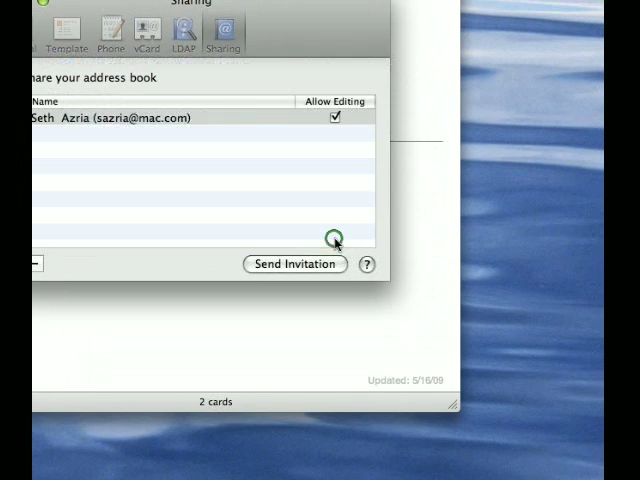 Sharing
Template Phone vCard LDAP Sharing
hare your address book
Name Allow Editing
Seth Azria (sazria@mac.com)
Send Invitation ?
Updated: 5/16/09
2 cards